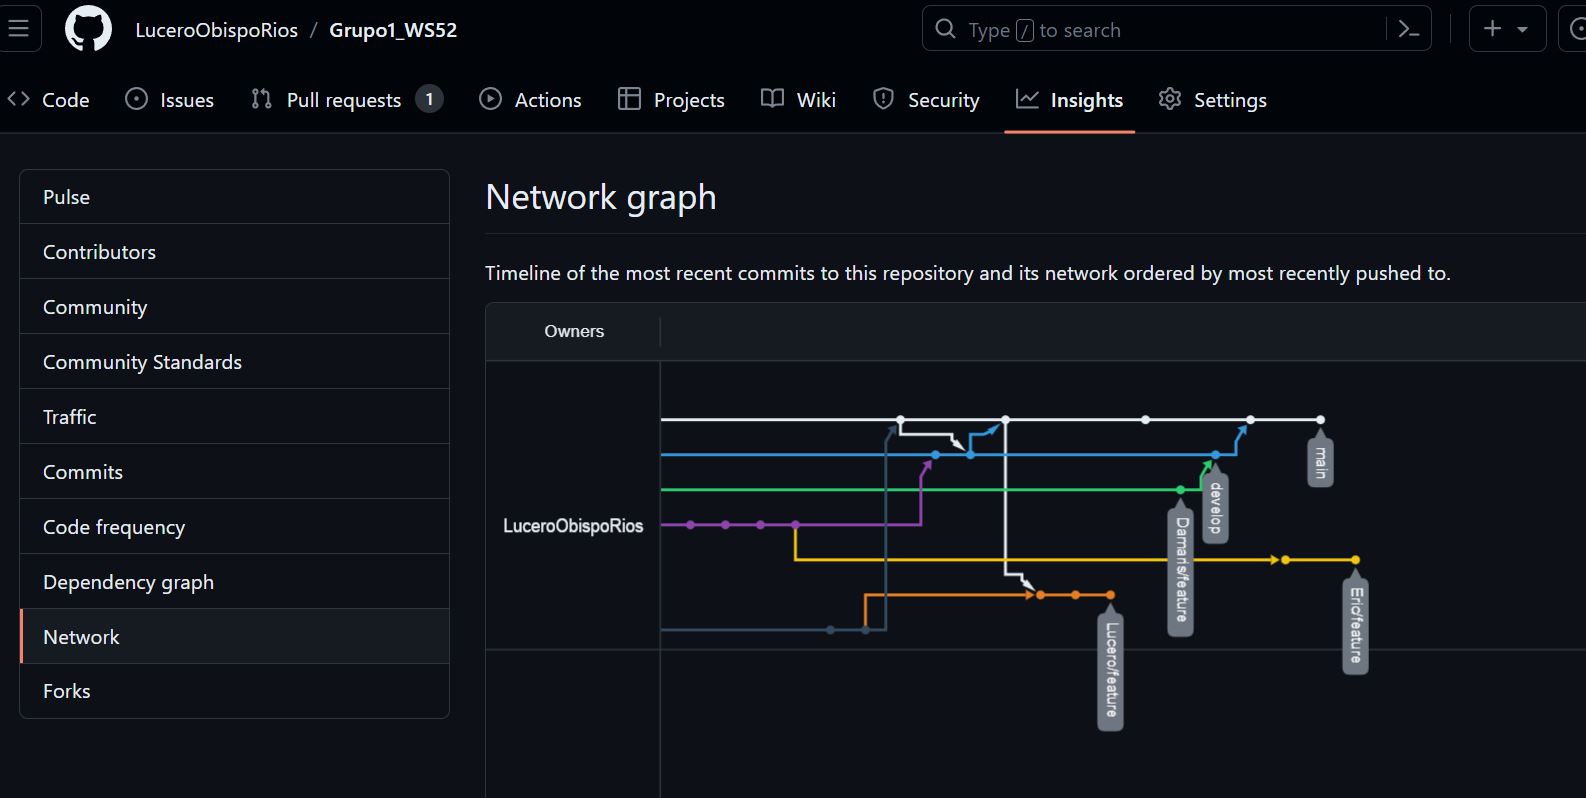 LuceroObispoRios / Grupo1_WS52
Type / to search
Code
Issues
Pull requests 1
Actions
Projects
Wiki
Security
Insights
Settings
Pulse
Contributors
Community
Community Standards
Traffic
Commits
Code frequency
Dependency graph
Network
Forks
Network graph
Timeline of the most recent commits to this repository and its network ordered by most recently pushed to.
Owners
LuceroObispoRios
main
develop
Damaris/feature
Eric/feature
Lucero/feature